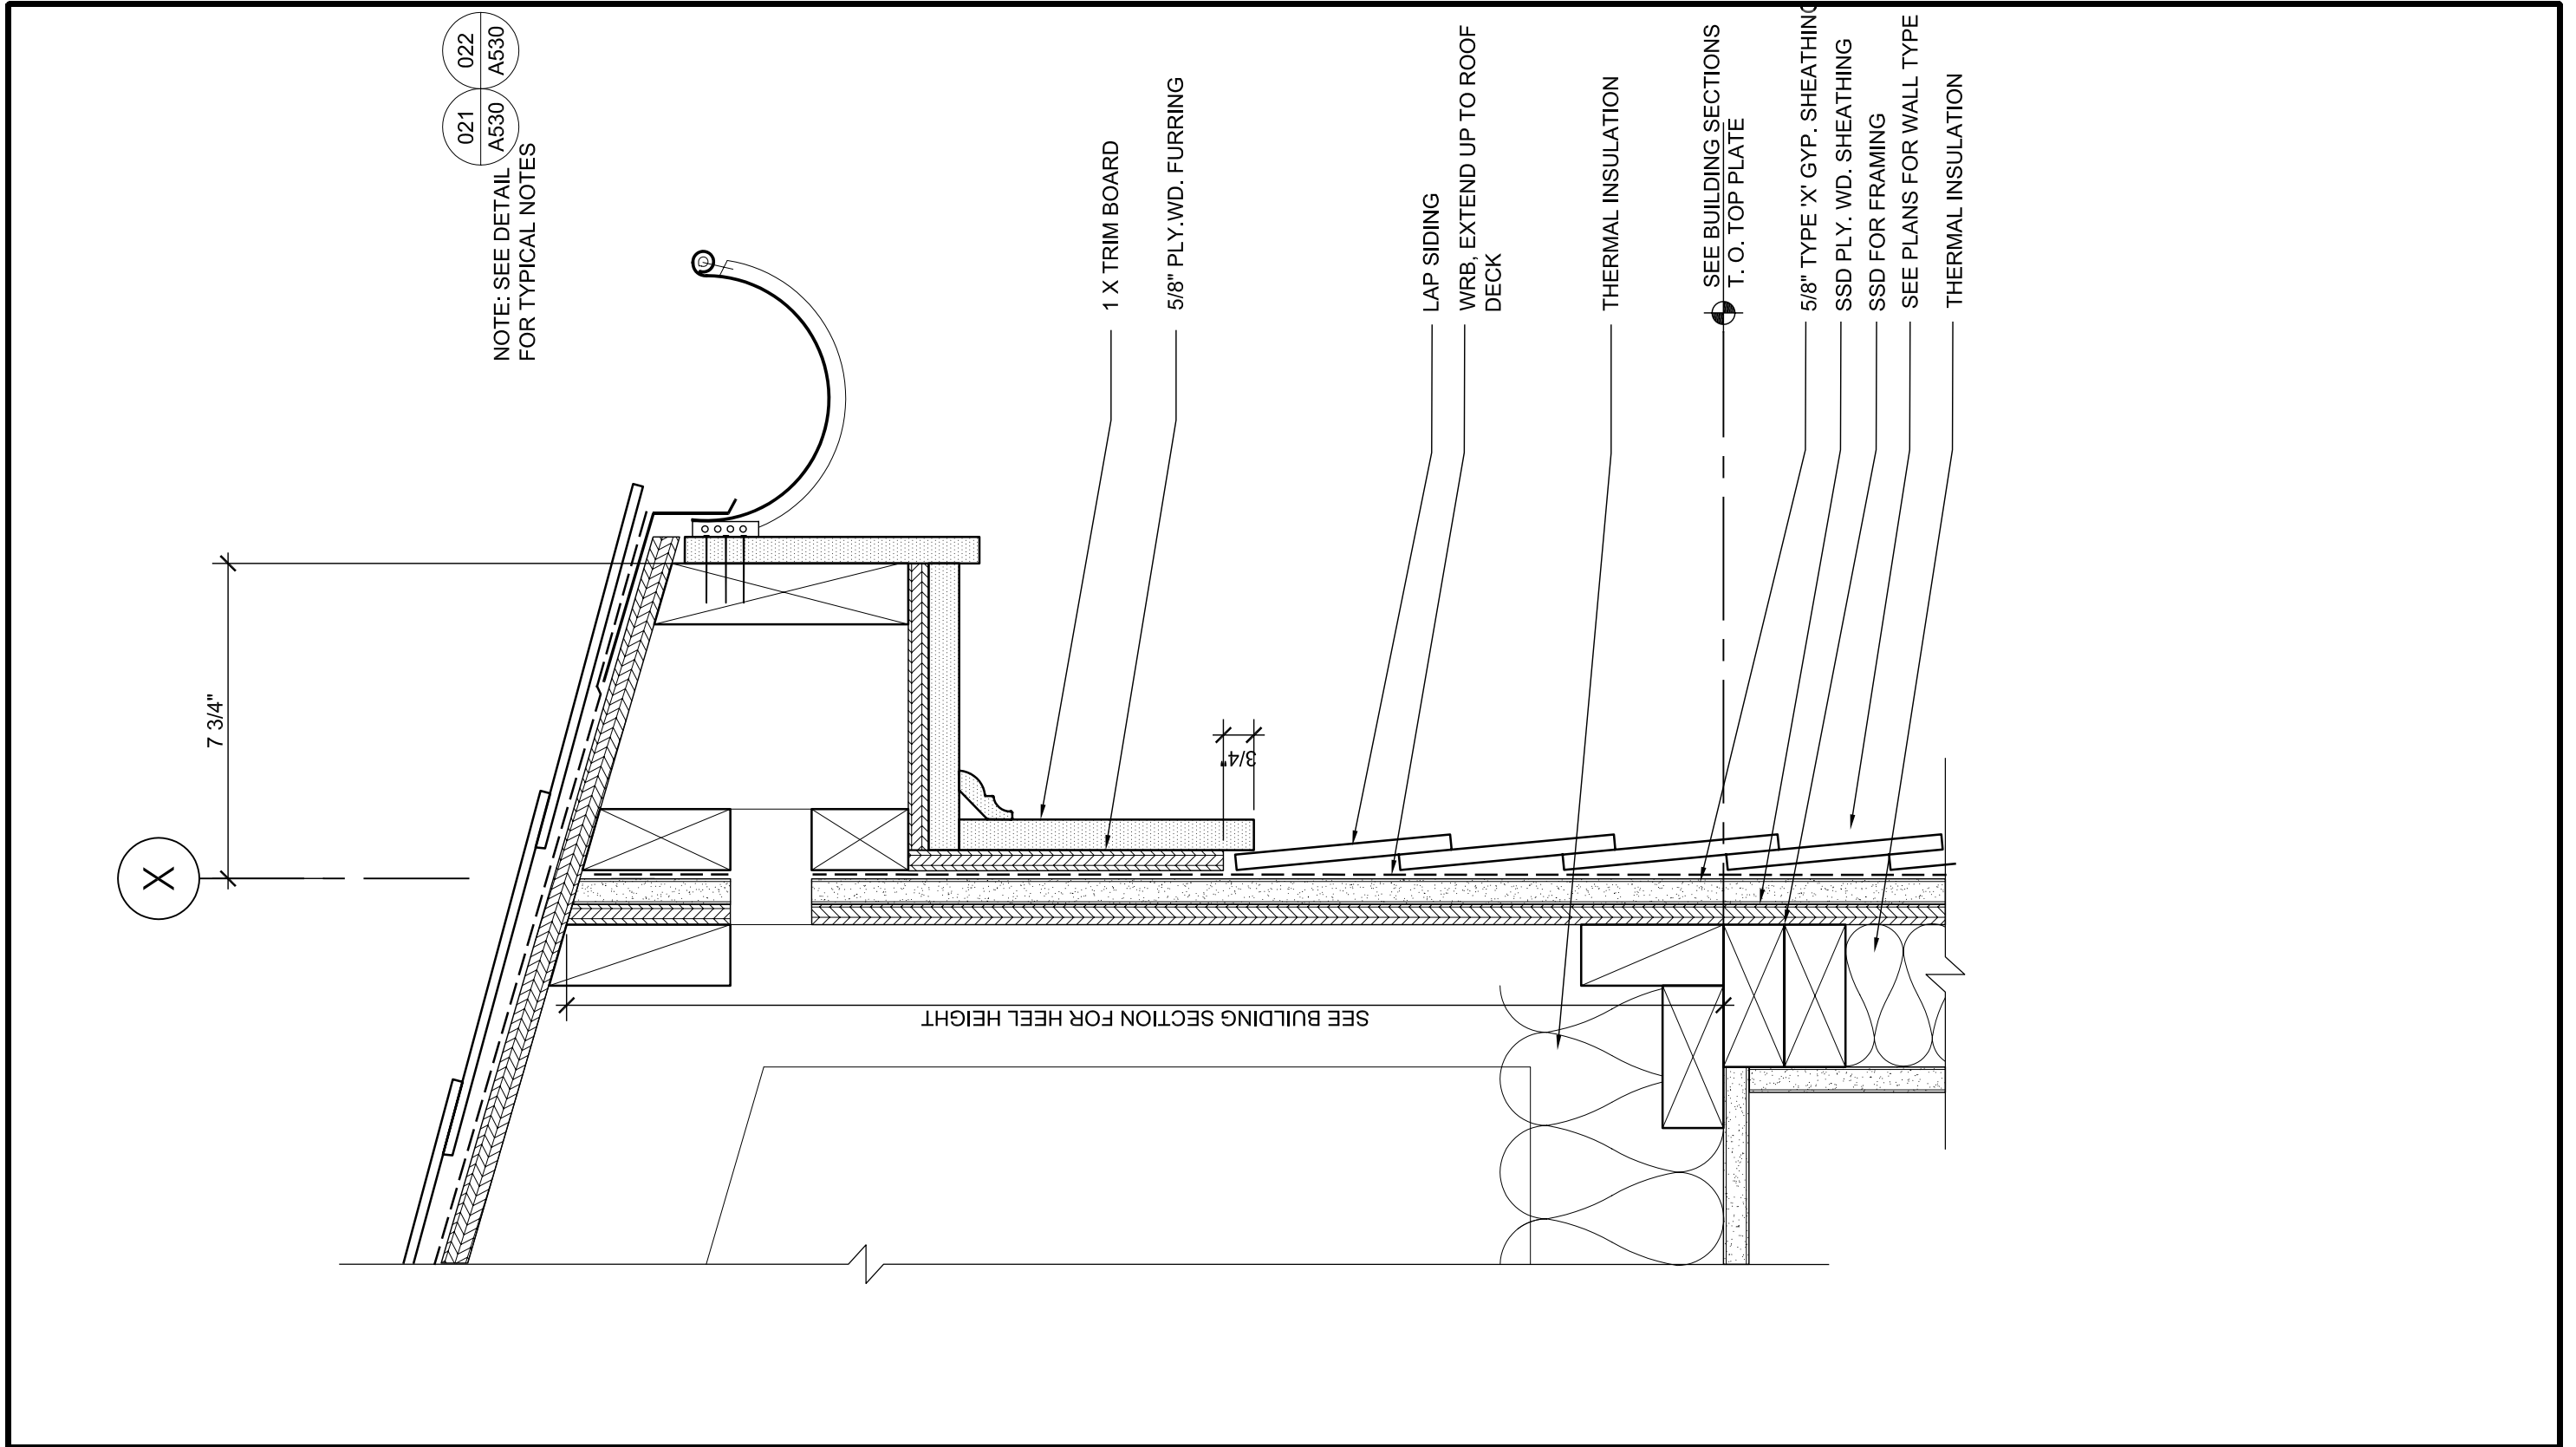 021 022
A530 A530
NOTE: SEE DETAIL
FOR TYPICAL NOTES
X
7 3/4"
1 X TRIM BOARD
5/8" PLY.WD. FURRING
3/4"
LAP SIDING
WRB, EXTEND UP TO ROOF
DECK
THERMAL INSULATION
SEE BUILDING SECTIONS
T. O. TOP PLATE
5/8" TYPE 'X' GYP. SHEATHING
SSD PLY. WD. SHEATHING
SSD FOR FRAMING
SEE PLANS FOR WALL TYPE
THERMAL INSULATION
SEE BUILDING SECTION FOR HEEL HEIGHT